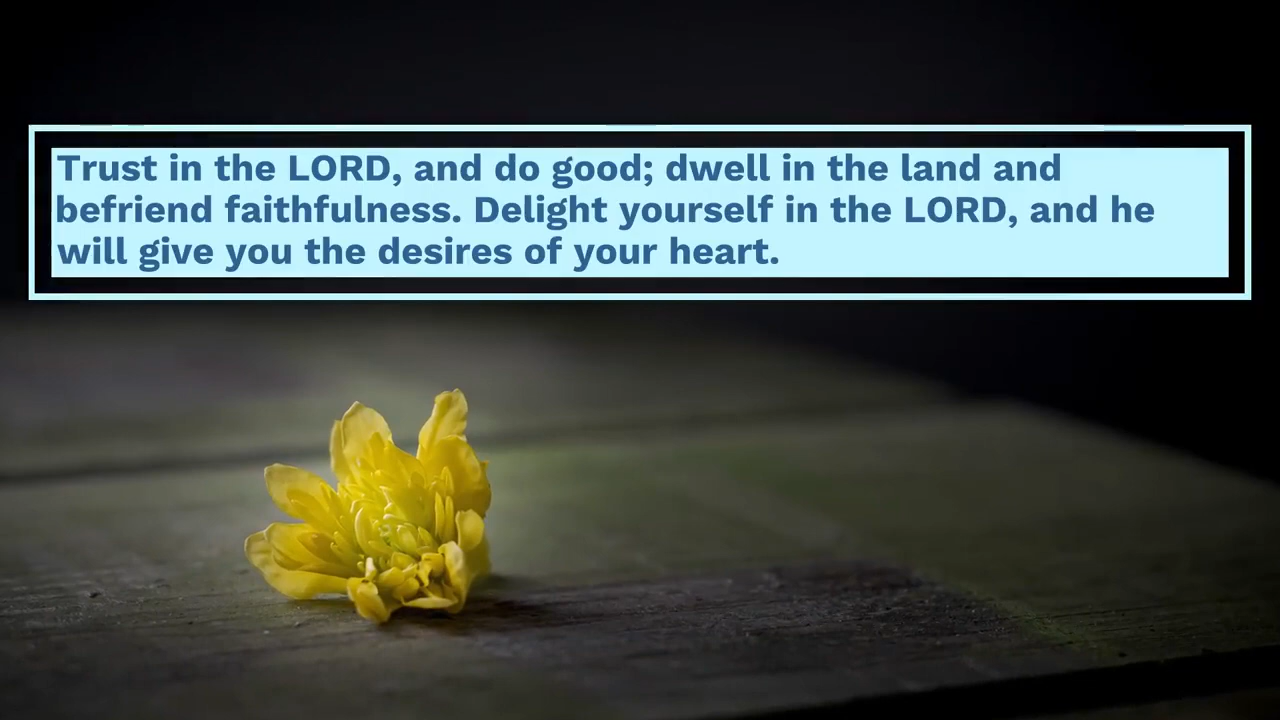 Trust in the LORD, and do good; dwell in the land and
befriend faithfulness. Delight yourself in the LORD, and he
will give you the desires of your heart.